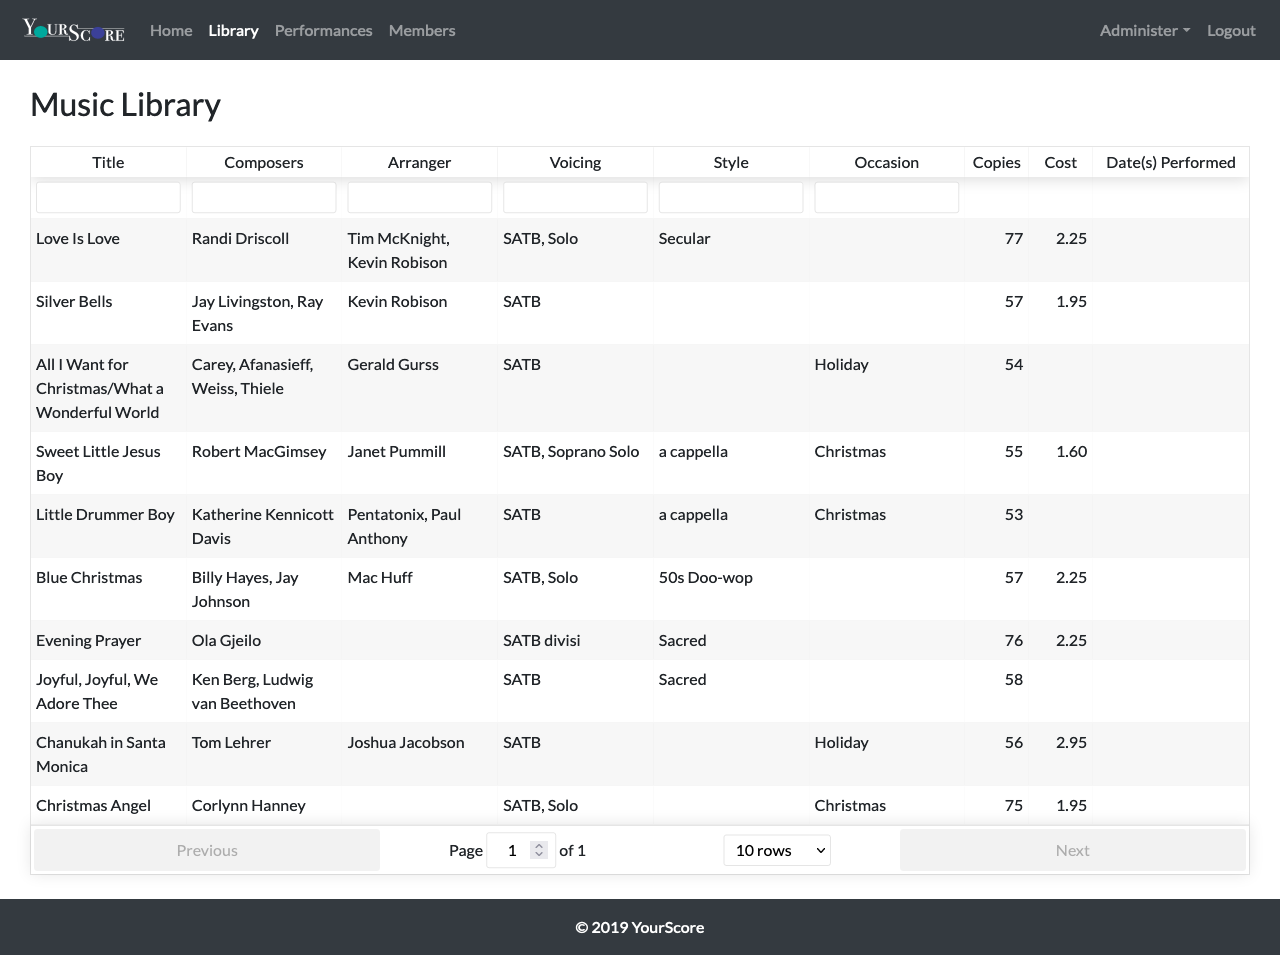 YourScore Home Library Performances Members Administer Logout
Music Library
Title Composers Arranger Voicing Style Occasion Copies Cost Date(s) Performed
Love Is Love Randi Driscoll Tim McKnight, SATB, Solo Secular 77 2.25
Kevin Robison
Silver Bells Jay Livingston, Ray Kevin Robison SATB 57 1.95
Evans
All I Want for Carey, Afanasieff, Gerald Gurss SATB Holiday 54
Christmas/What a Weiss, Thiele
Wonderful World
Sweet Little Jesus Robert MacGimsey Janet Pummill SATB, Soprano Solo a cappella Christmas 55 1.60
Boy
Little Drummer Boy Katherine Kennicott Pentatonix, Paul SATB a cappella Christmas 53
Davis Anthony
Blue Christmas Billy Hayes, Jay Mac Huff SATB, Solo 50s Doo-wop 57 2.25
Johnson
Evening Prayer Ola Gjeilo SATB divisi Sacred 76 2.25
Joyful, Joyful, We Ken Berg, Ludwig SATB Sacred 58
Adore Thee van Beethoven
Chanukah in Santa Tom Lehrer Joshua Jacobson SATB Holiday 56 2.95
Monica
Christmas Angel Corlynn Hanney SATB, Solo Christmas 75 1.95
Previous Page 1 of 1 10 rows Next
© 2019 YourScore